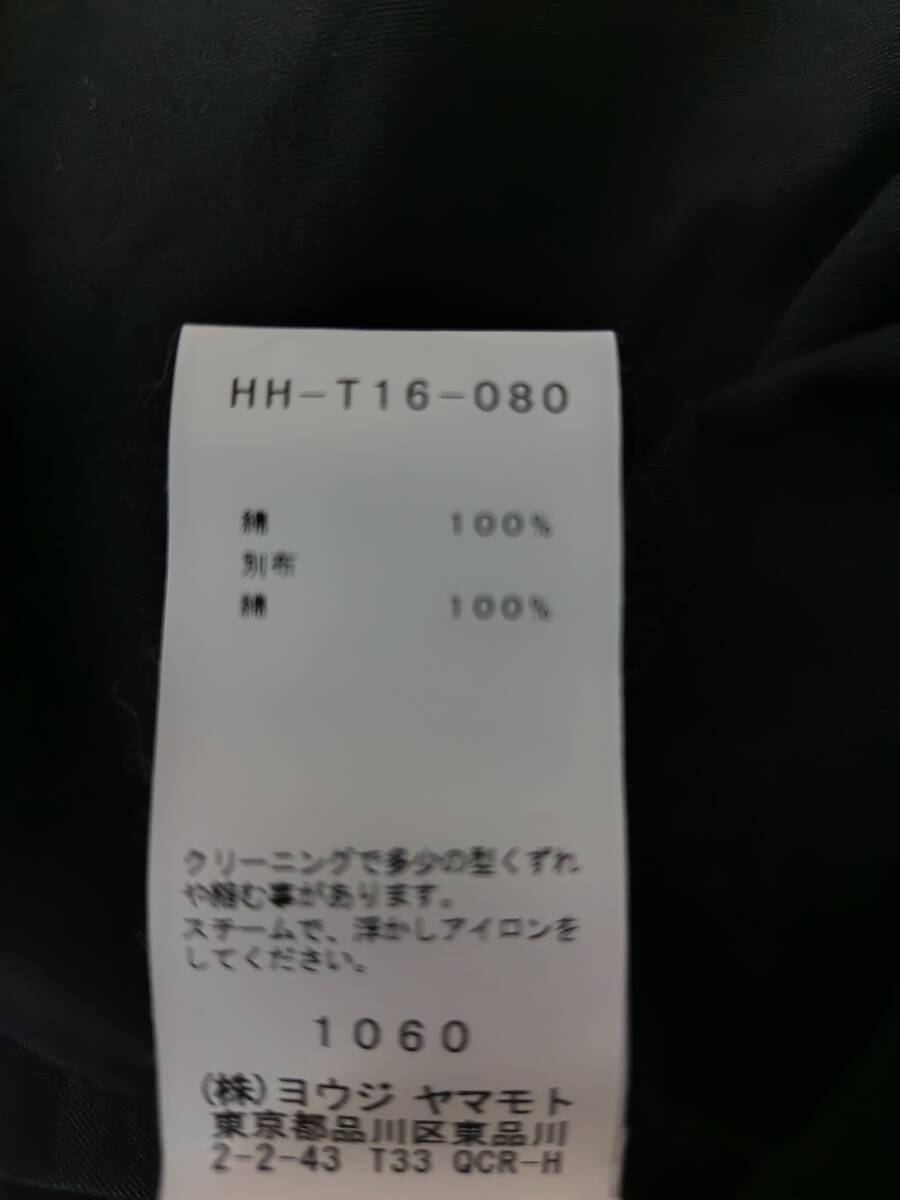 HH-T16-080
綿 100%
別布
綿 100%
クリーニングで多少の型くずれ
や縮む事があります。
スチームで、浮かしアイロンを
してください。
1060
(株)ヨウジ ヤマモト
東京都品川区東品川
2-2-43 T33 QCR-H